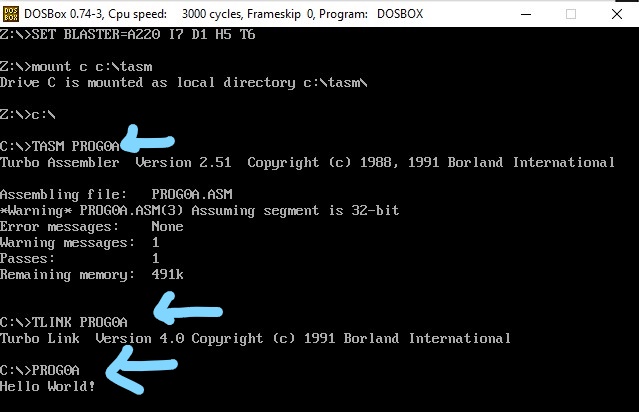 DOSBox 0.74-3, Cpu speed: 3000 cycles, Frameskip 0, Program: DOSBOX
Z:\>SET BLASTER=A220 I7 D1 H5 T6
Z:\>mount c c:\tasm
Drive C is mounted as local directory c:\tasm\
Z:\>c:\
C:\>TASM PROG0A
Turbo Assembler Version 2.51 Copyright (c) 1988, 1991 Borland International
Assembling file: PROG0A.ASM
*Warning* PROG0A.ASM(3) Assuming segment is 32-bit
Error messages: None
Warning messages: 1
Passes: 1
Remaining memory: 491k
C:\>TLINK PROG0A
Turbo Link Version 4.0 Copyright (c) 1991 Borland International
C:\>PROG0A
Hello World!